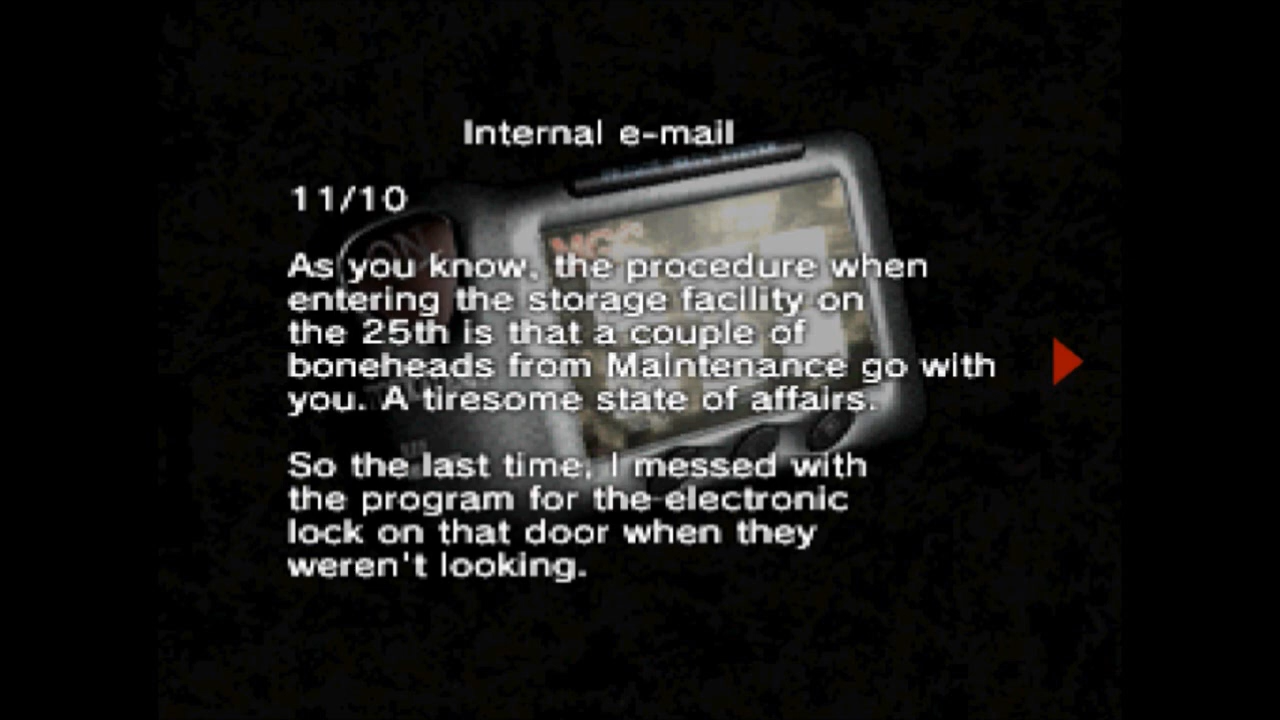 Internal e-mail
11/10
As you know, the procedure when
entering the storage facility on
the 25th is that a couple of
boneheads from Maintenance go with
you. A tiresome state of affairs.
So the last time, I messed with
the program for the electronic
lock on that door when they
weren't looking.